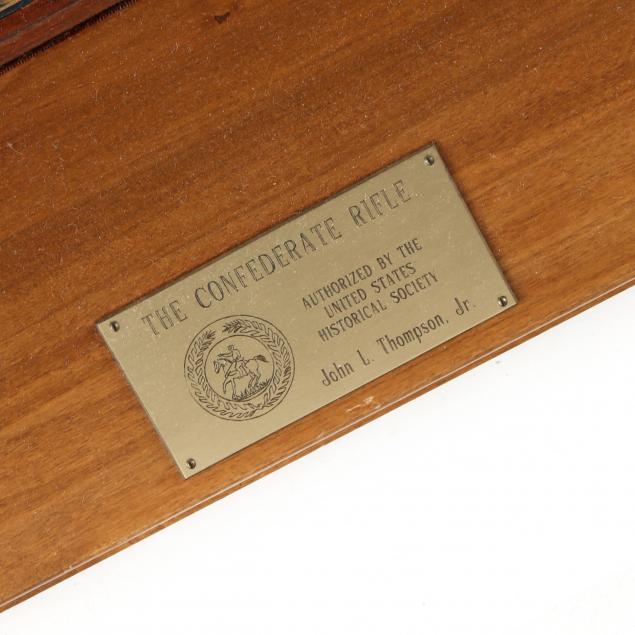 THE CONFEDERATE RIFLE
AUTHORIZED BY THE
UNITED STATES
HISTORICAL SOCIETY
John L. Thompson, Jr.